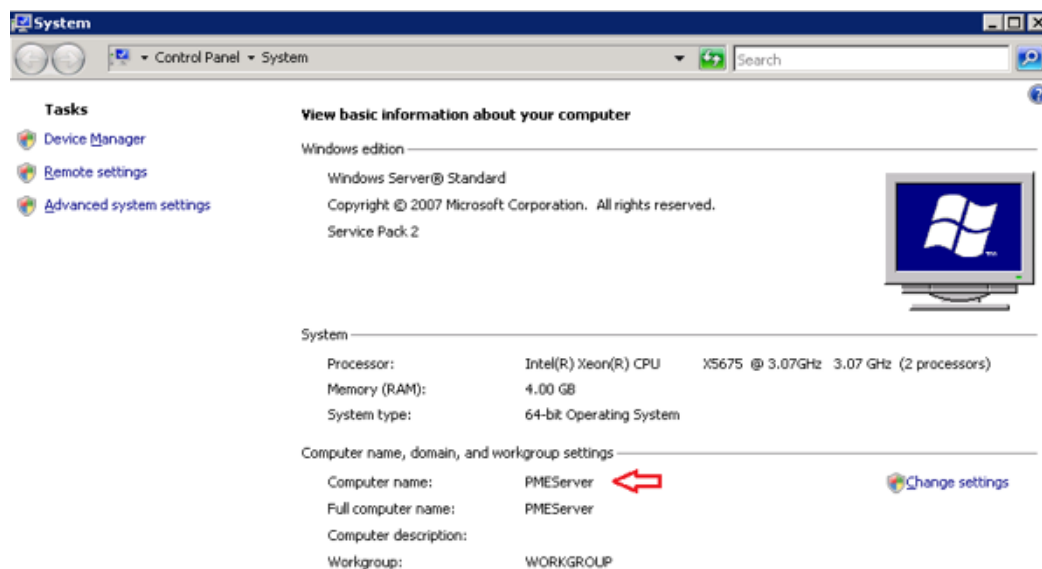 System
Control Panel
System
Search
Tasks
Device Manager
Remote settings
Advanced system settings
View basic information about your computer
Windows edition
Windows Server® Standard
Copyright © 2007 Microsoft Corporation. All rights reserved.
Service Pack 2
System
Processor: Intel(R) Xeon(R) CPU X5675 @ 3.07GHz 3.07 GHz (2 processors)
Memory (RAM): 4.00 GB
System type: 64-bit Operating System
Computer name, domain, and workgroup settings
Computer name: PMEServer Change settings
Full computer name: PMEServer
Computer description:
Workgroup: WORKGROUP